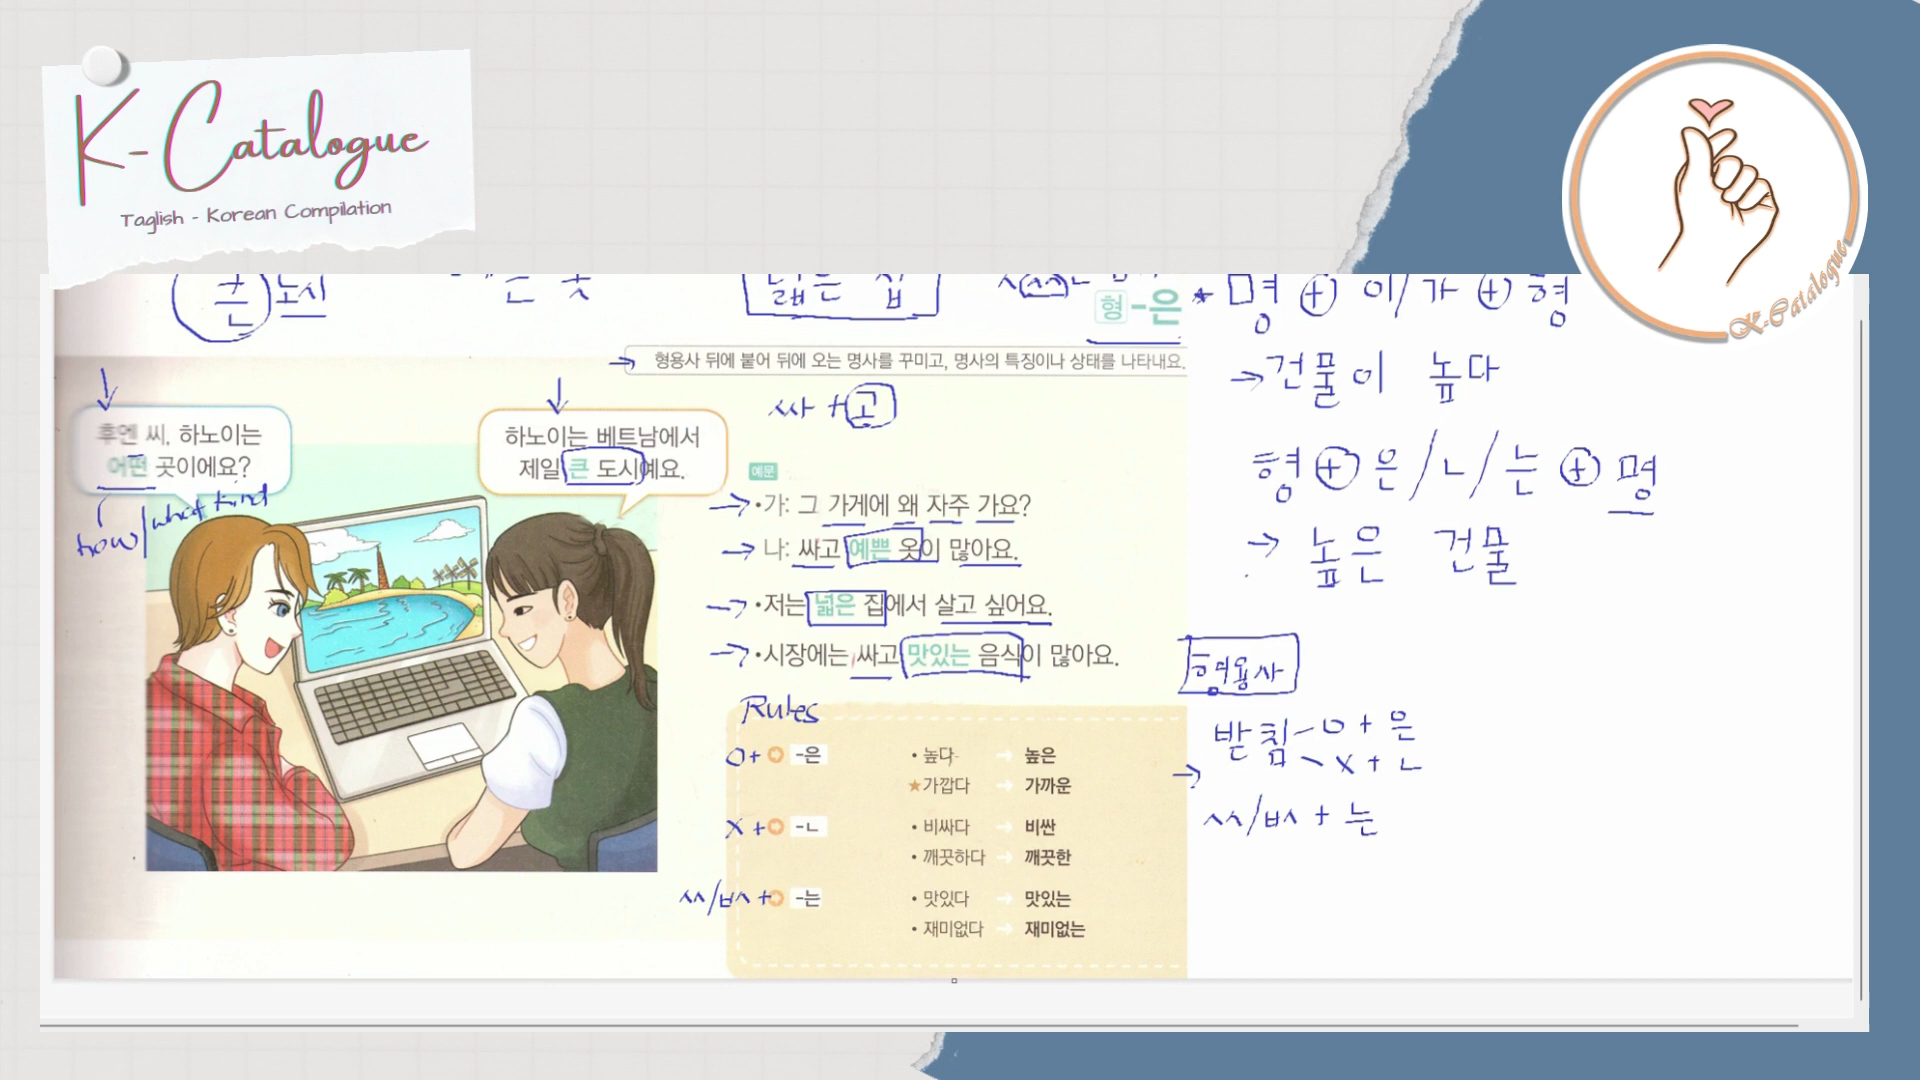 K-Catalogue
Taglish - Korean Compilation
K-Catalogue
큰 도시
넓은 집
형 -은
* 명 + 이/가 + 형
→ 형용사 뒤에 붙어 뒤에 오는 명사를 꾸미고, 명사의 특징이나 상태를 나타내요.
→ 건물이 높다
싸 + 고
후엔 씨, 하노이는
어떤 곳이에요?
how/what kind
하노이는 베트남에서
제일 큰 도시예요.
형 + 은/ㄴ/는 + 명
→ 높은 건물
예문
→ •가: 그 가게에 왜 자주 가요?
→ 나: 싸고 예쁜 옷이 많아요.
→ •저는 넓은 집에서 살고 싶어요.
→ •시장에는 싸고 맛있는 음식이 많아요.
Rules
O + -은
• 높다 → 높은
★가깝다 → 가까운
X + -ㄴ
• 비싸다 → 비싼
• 깨끗하다 → 깨끗한
ㅆ/ㅄ + -는
• 맛있다 → 맛있는
• 재미없다 → 재미없는
형용사
받침 - O + 은
- X + ㄴ
→
ㅆ/ㅄ + 는